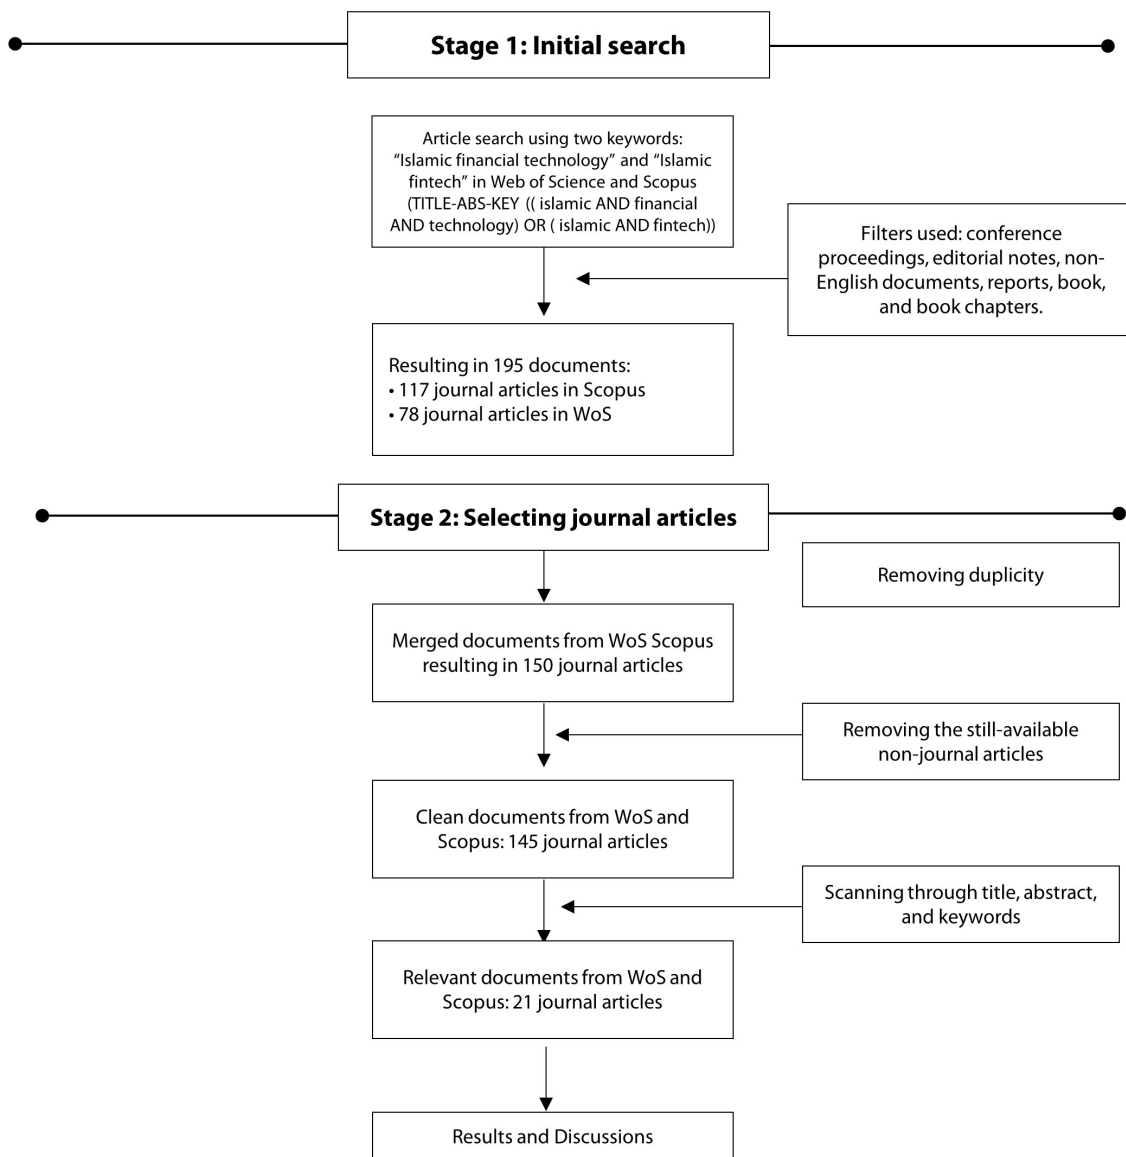 Stage 1: Initial search
Article search using two keywords:
“Islamic financial technology” and “Islamic
fintech” in Web of Science and Scopus
(TITLE-ABS-KEY (( islamic AND financial
AND technology) OR ( islamic AND fintech))
Filters used: conference
proceedings, editorial notes, non-
English documents, reports, book,
and book chapters.
Resulting in 195 documents:
• 117 journal articles in Scopus
• 78 journal articles in WoS
Stage 2: Selecting journal articles
Removing duplicity
Merged documents from WoS Scopus
resulting in 150 journal articles
Removing the still-available
non-journal articles
Clean documents from WoS and
Scopus: 145 journal articles
Scanning through title, abstract,
and keywords
Relevant documents from WoS and
Scopus: 21 journal articles
Results and Discussions